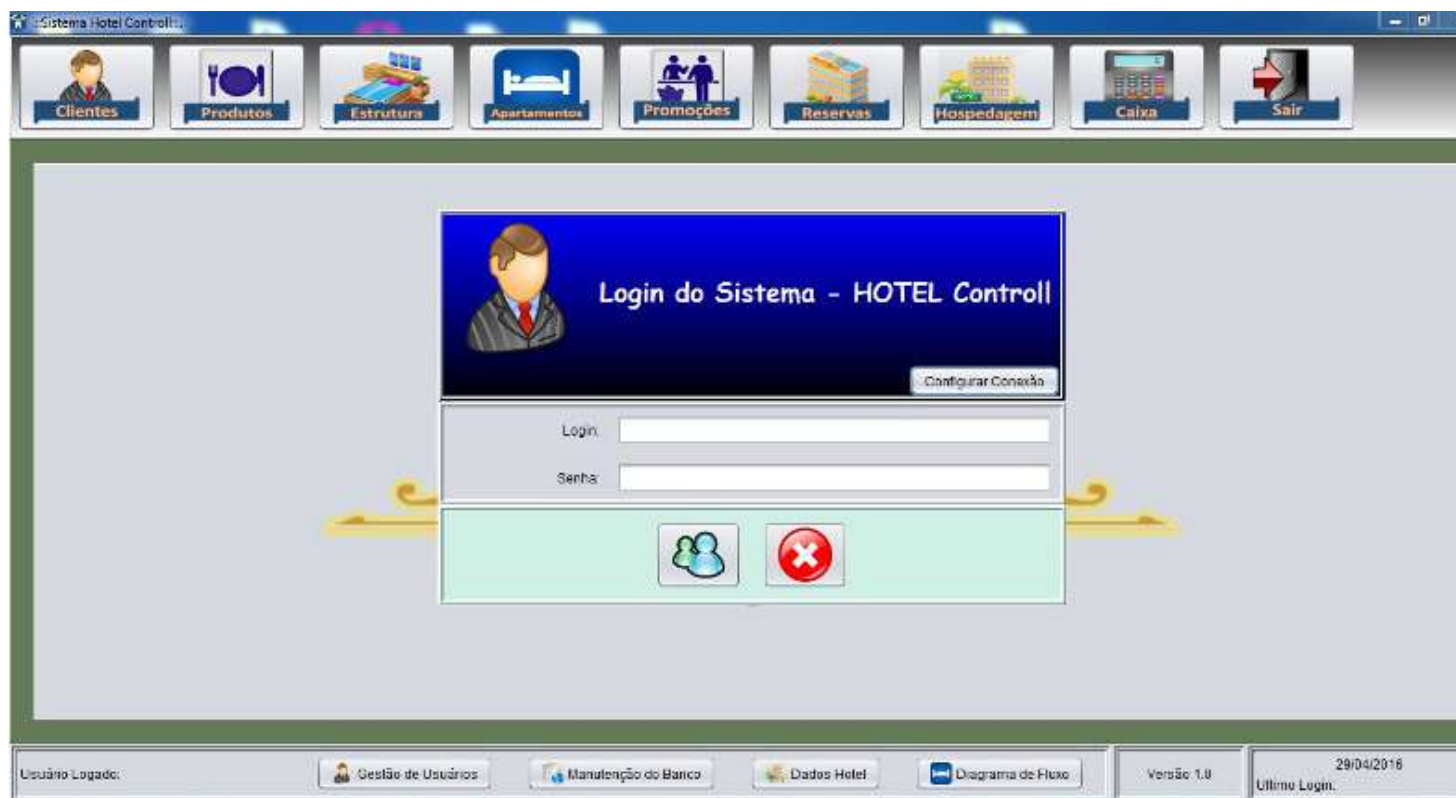 .:Sistema Hotel Controll:.
Clientes
Produtos
Estrutura
Apartamentos
Promoções
Reservas
Hospedagem
Caixa
Sair
Login do Sistema - HOTEL Controll
Configurar Conexão
Login:
Senha:
Usuário Logado:
Gestão de Usuários
Manutenção do Banco
Dados Hotel
Diagrama de Fluxo
Versão 1.0
29/04/2016
Ultimo Login: